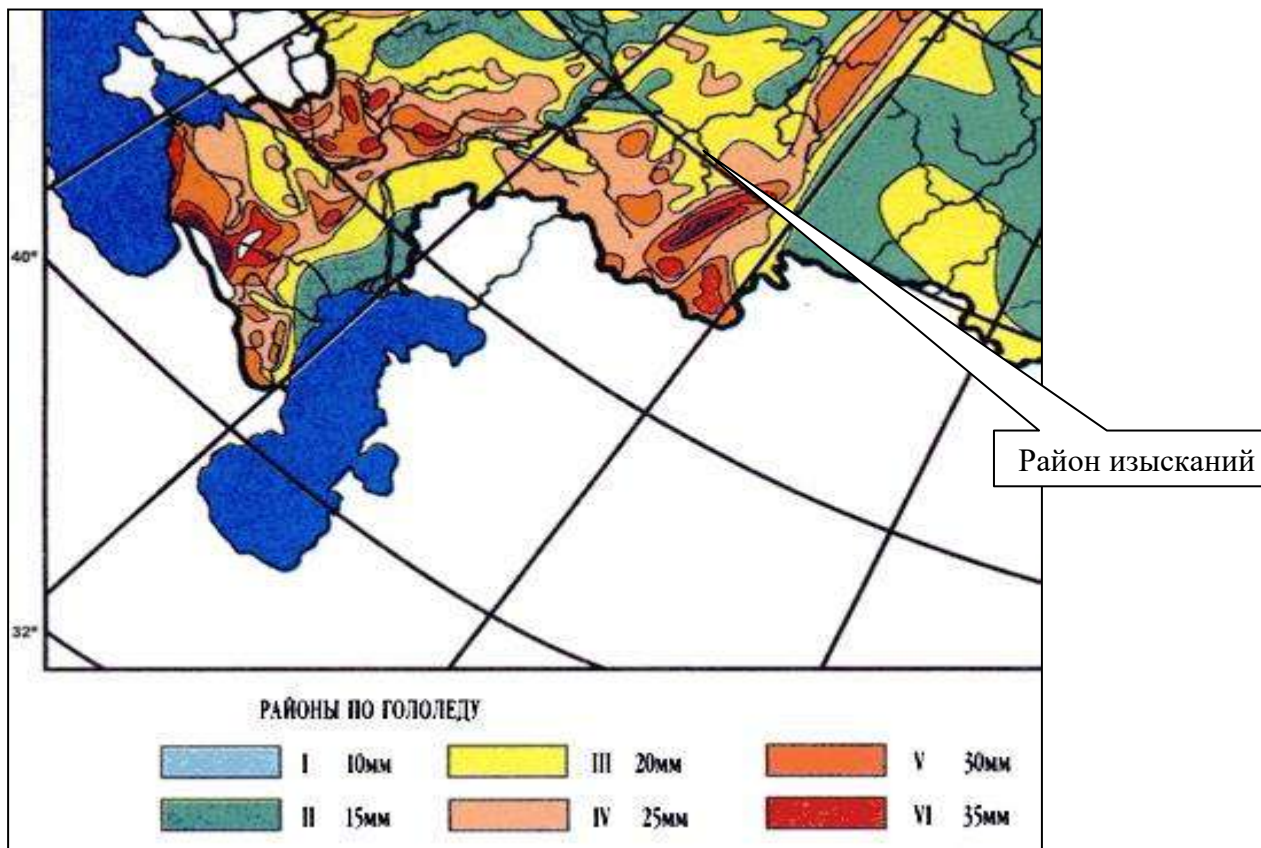 40°
Район изысканий
32°
РАЙОНЫ ПО ГОЛОЛЕДУ
I 10мм III 20мм V 30мм
II 15мм IV 25мм VI 35мм